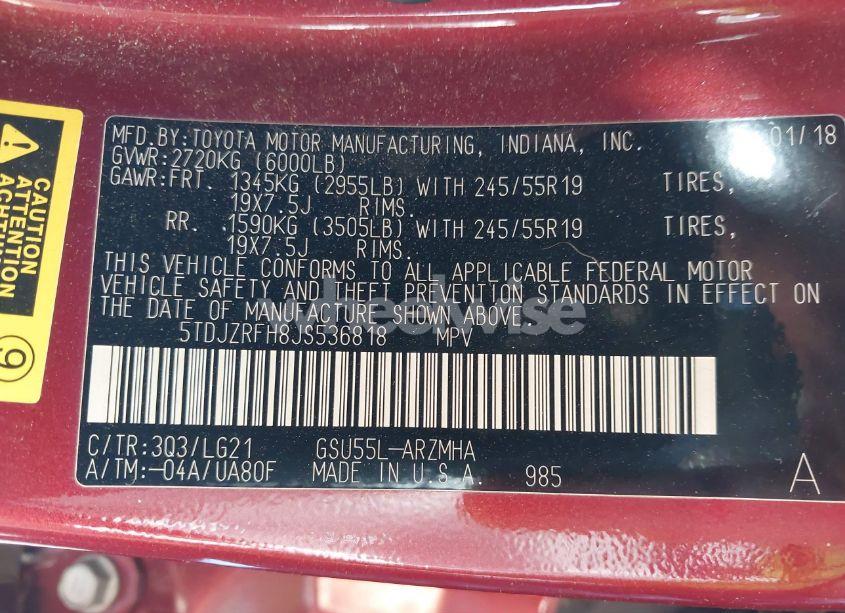 MFD.BY:TOYOTA MOTOR MANUFACTURING, INDIANA, INC. 01/18
GVWR:2720KG (6000LB)
GAWR:FRT. 1345KG (2955LB) WITH 245/55R19 TIRES,
19X7.5J RIMS.
RR. 1590KG (3505LB) WITH 245/55R19 TIRES,
19X7.5J RIMS.
THIS VEHICLE CONFORMS TO ALL APPLICABLE FEDERAL MOTOR
VEHICLE SAFETY AND THEFT PREVENTION STANDARDS IN EFFECT ON
THE DATE OF MANUFACTURE SHOWN ABOVE.
5TDJZRFH8JS536818 MPV
C/TR:3Q3/LG21 GSU55L-ARZMHA
A/TM:-04A/UA80F MADE IN U.S.A. 985 A
CAUTION
ATTENTION
ACHTUNG
9
wheelwise